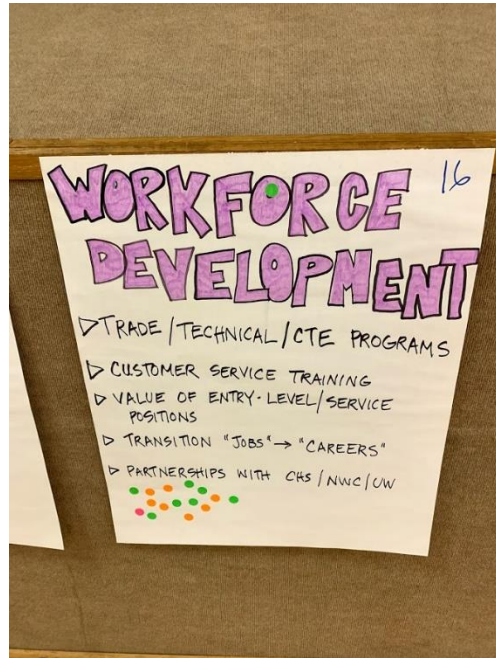 16
WORKFORCE
DEVELOPMENT
▷ TRADE/TECHNICAL/CTE PROGRAMS
▷ CUSTOMER SERVICE TRAINING
▷ VALUE OF ENTRY-LEVEL/SERVICE
POSITIONS
▷ TRANSITION "JOBS" → "CAREERS"
▷ PARTNERSHIPS WITH CHS/NWC/UW